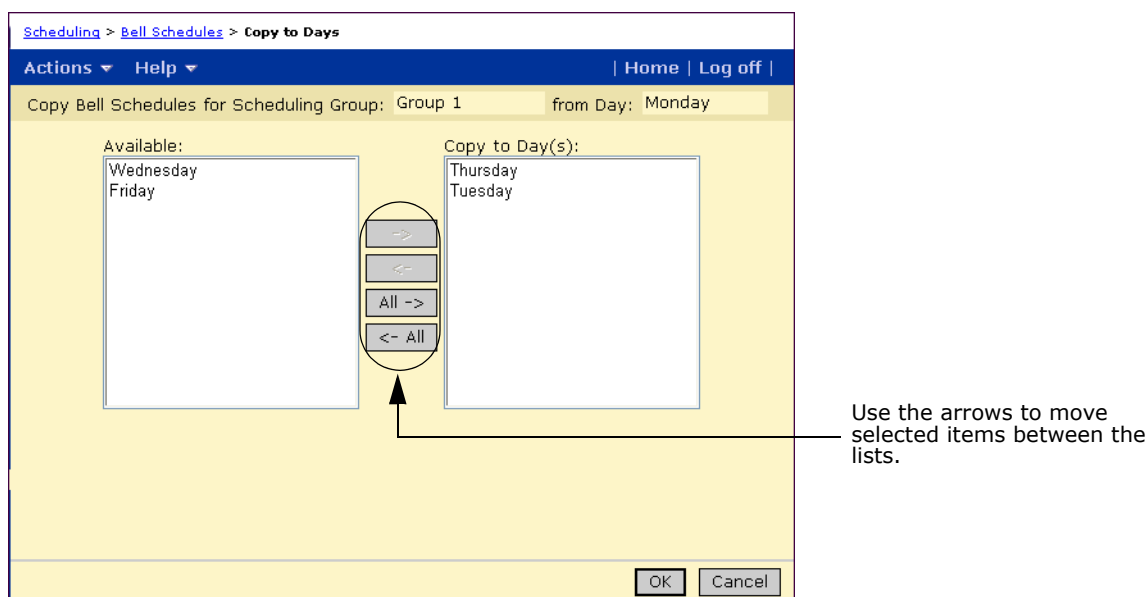 Scheduling > Bell Schedules > Copy to Days
Actions Help | Home | Log off |
Copy Bell Schedules for Scheduling Group: Group 1 from Day: Monday
Available:
Wednesday
Friday
->
<-
All ->
<- All
Copy to Day(s):
Thursday
Tuesday
Use the arrows to move
selected items between the
lists.
OK Cancel